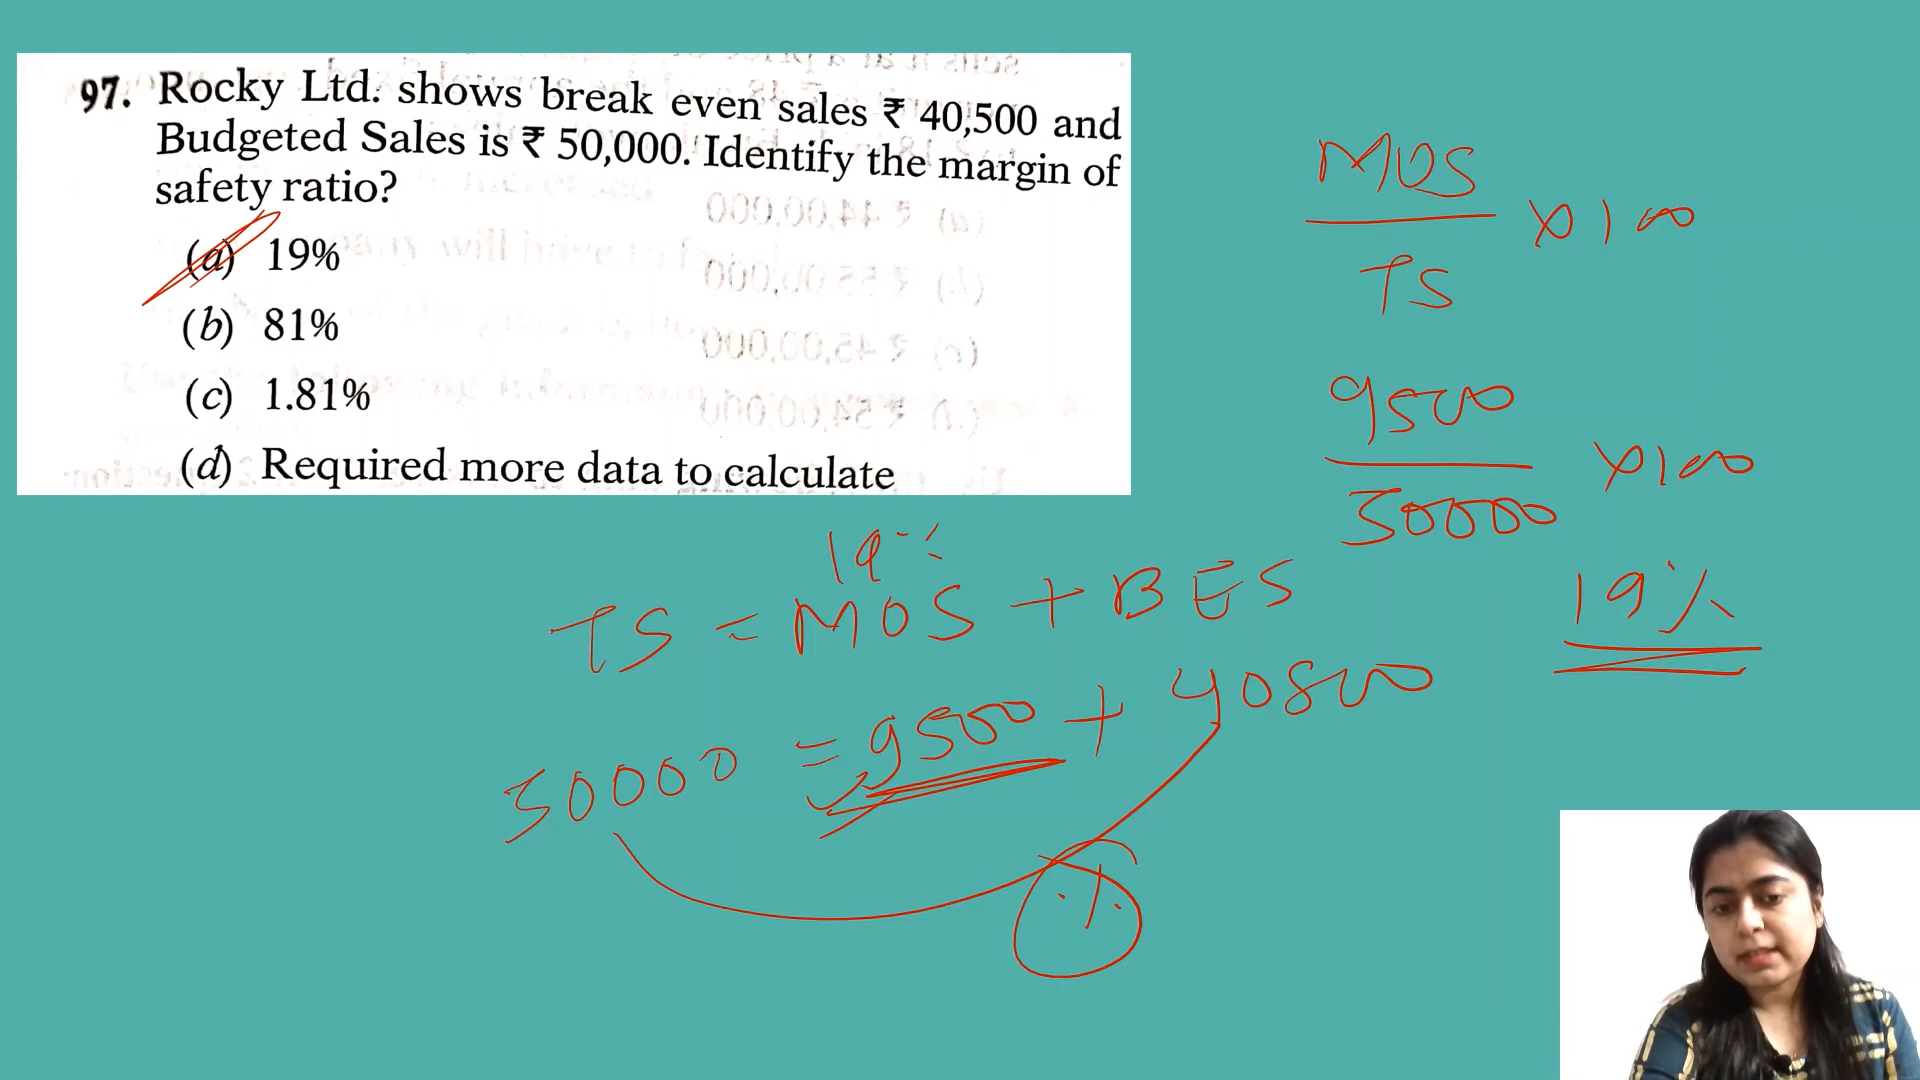 97. Rocky Ltd. shows break even sales ₹ 40,500 and
Budgeted Sales is ₹ 50,000. Identify the margin of
safety ratio?
(a) 19%
(b) 81%
(c) 1.81%
(d) Required more data to calculate
MOS
TS
× 100
9500
50000
× 100
19%
19%
TS = MOS + BES
50000 = 9500 + 40500
%